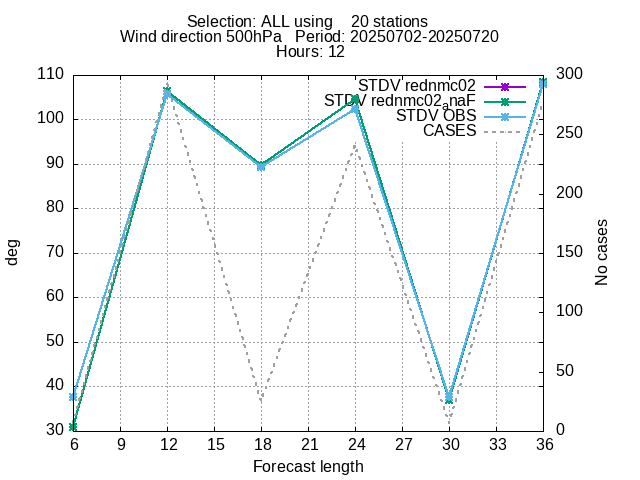 Selection: ALL using    20 stations
Wind direction 500hPa   Period: 20250702-20250720
Hours: 12
110
100
90
80
70
60
50
40
30
300
250
200
150
100
50
0
STDV rednmc02
STDV rednmc02anaF
STDV OBS
CASES
deg
No cases
6 9 12 15 18 21 24 27 30 33 36
Forecast length